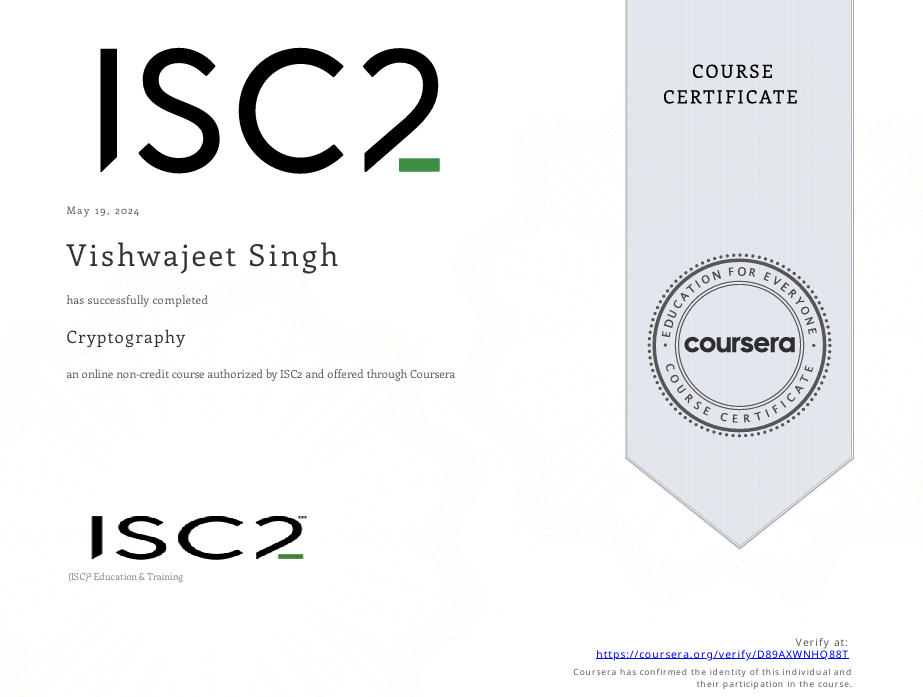 ISC2
COURSE
CERTIFICATE
May 19, 2024
Vishwajeet Singh
has successfully completed
Cryptography
an online non-credit course authorized by ISC2 and offered through Coursera
EDUCATION FOR EVERYONE
coursera
COURSE CERTIFICATE
ISC2
(ISC)² Education & Training
Verify at:
https://coursera.org/verify/D89AXWNHQ88T
Coursera has confirmed the identity of this individual and
their participation in the course.